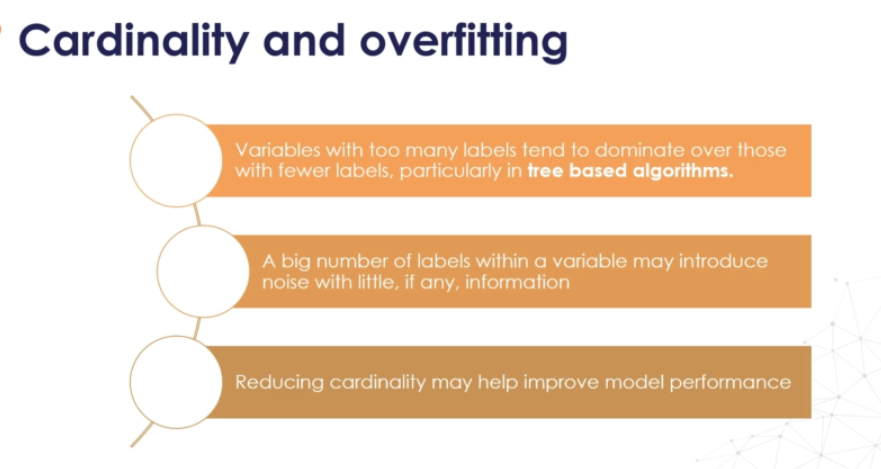 Cardinality and overfitting
Variables with too many labels tend to dominate over those
with fewer labels, particularly in tree based algorithms.
A big number of labels within a variable may introduce
noise with little, if any, information
Reducing cardinality may help improve model performance